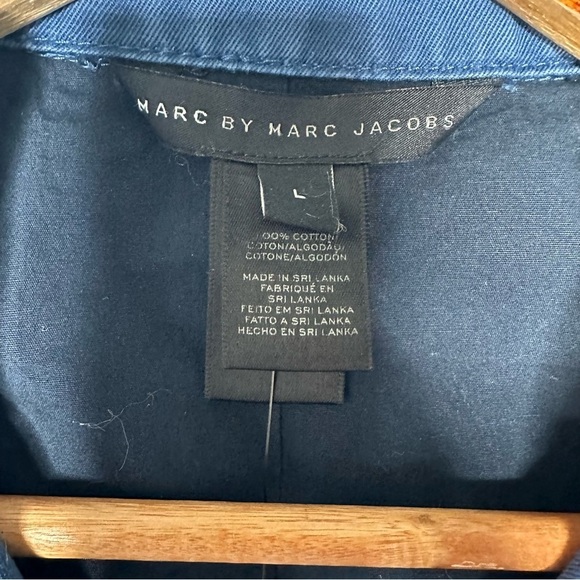 MARC BY MARC JACOBS
L
100% COTTON/
COTON/ALGODÃO/
COTONE/ALGODÓN
MADE IN SRI LANKA
FABRIQUÉ EN
SRI LANKA
FEITO EM SRI LANKA
FATTO A SRI LANKA
HECHO EN SRI LANKA